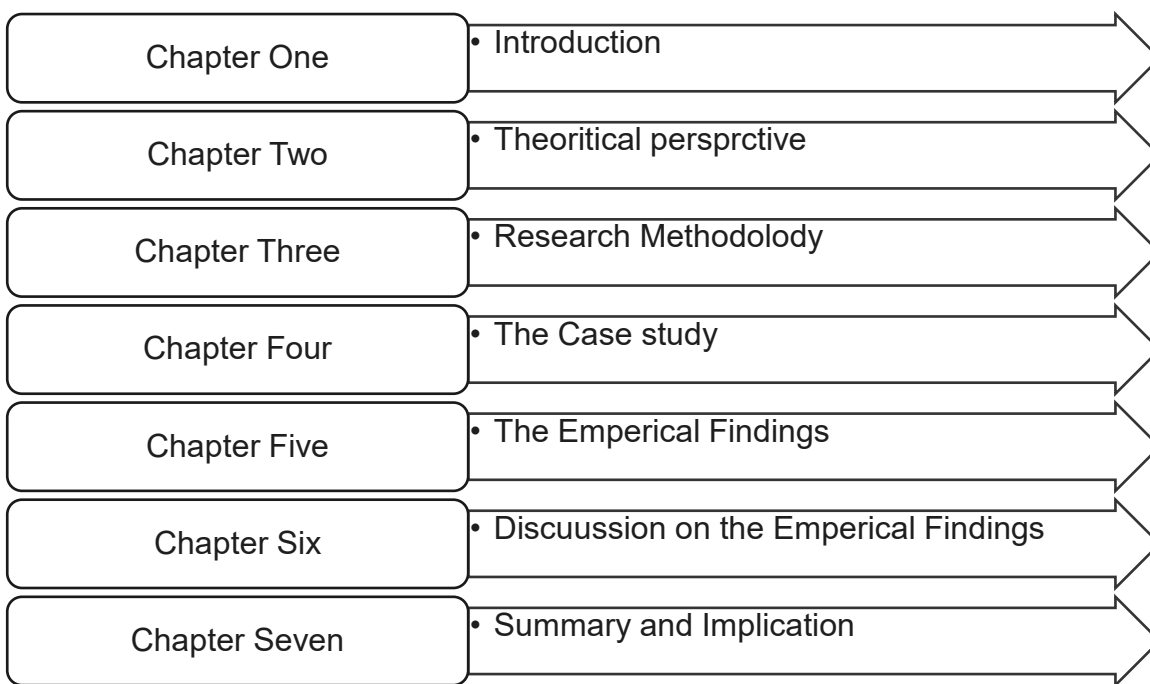 Chapter One
• Introduction
Chapter Two
• Theoritical persprctive
Chapter Three
• Research Methodolody
Chapter Four
• The Case study
Chapter Five
• The Emperical Findings
Chapter Six
• Discuussion on the Emperical Findings
Chapter Seven
• Summary and Implication